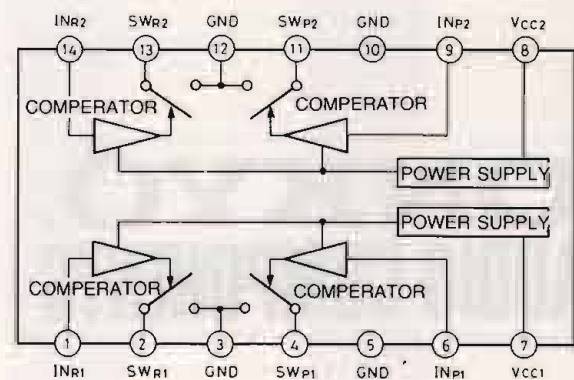 INR2 SWR2 GND SWP2 GND INP2 VCC2
14 13 12 11 10 9 8
COMPERATOR COMPERATOR
POWER SUPPLY
POWER SUPPLY
COMPERATOR COMPERATOR
1 2 3 4 5 6 7
INR1 SWR1 GND SWP1 GND INP1 VCC1